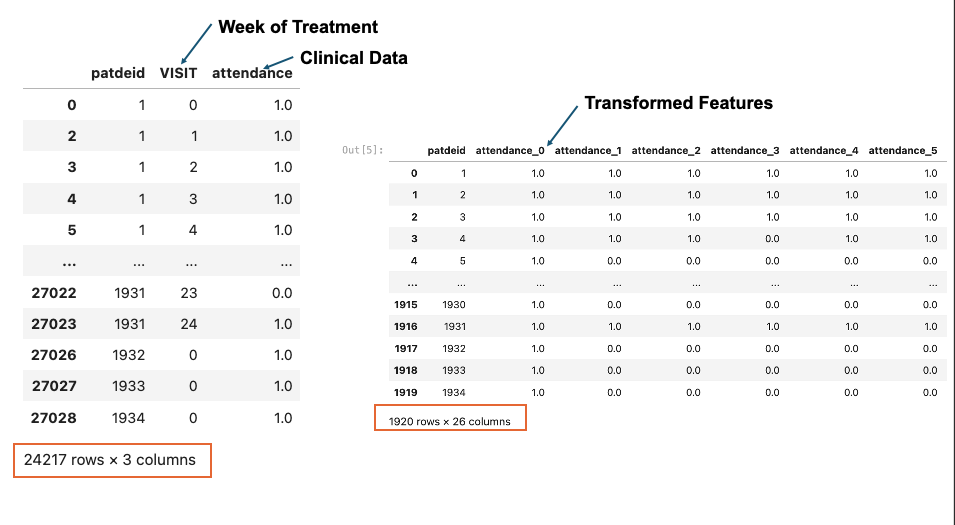 Week of Treatment
Clinical Data
patdeid VISIT attendance
0 1 0 1.0
2 1 1 1.0
3 1 2 1.0
4 1 3 1.0
5 1 4 1.0
... ... ... ...
27022 1931 23 0.0
27023 1931 24 1.0
27026 1932 0 1.0
27027 1933 0 1.0
27028 1934 0 1.0
24217 rows × 3 columns
Transformed Features
Out[5]:
patdeid attendance_0 attendance_1 attendance_2 attendance_3 attendance_4 attendance_5
0 1 1.0 1.0 1.0 1.0 1.0 1.0
1 2 1.0 1.0 1.0 1.0 1.0 1.0
2 3 1.0 1.0 1.0 1.0 1.0 1.0
3 4 1.0 1.0 1.0 0.0 1.0 1.0
4 5 1.0 0.0 0.0 0.0 0.0 0.0
... ... ... ... ... ... ... ...
1915 1930 1.0 0.0 0.0 0.0 0.0 0.0
1916 1931 1.0 1.0 1.0 1.0 1.0 1.0
1917 1932 1.0 0.0 0.0 0.0 0.0 0.0
1918 1933 1.0 0.0 0.0 0.0 0.0 0.0
1919 1934 1.0 0.0 0.0 0.0 0.0 0.0
1920 rows × 26 columns